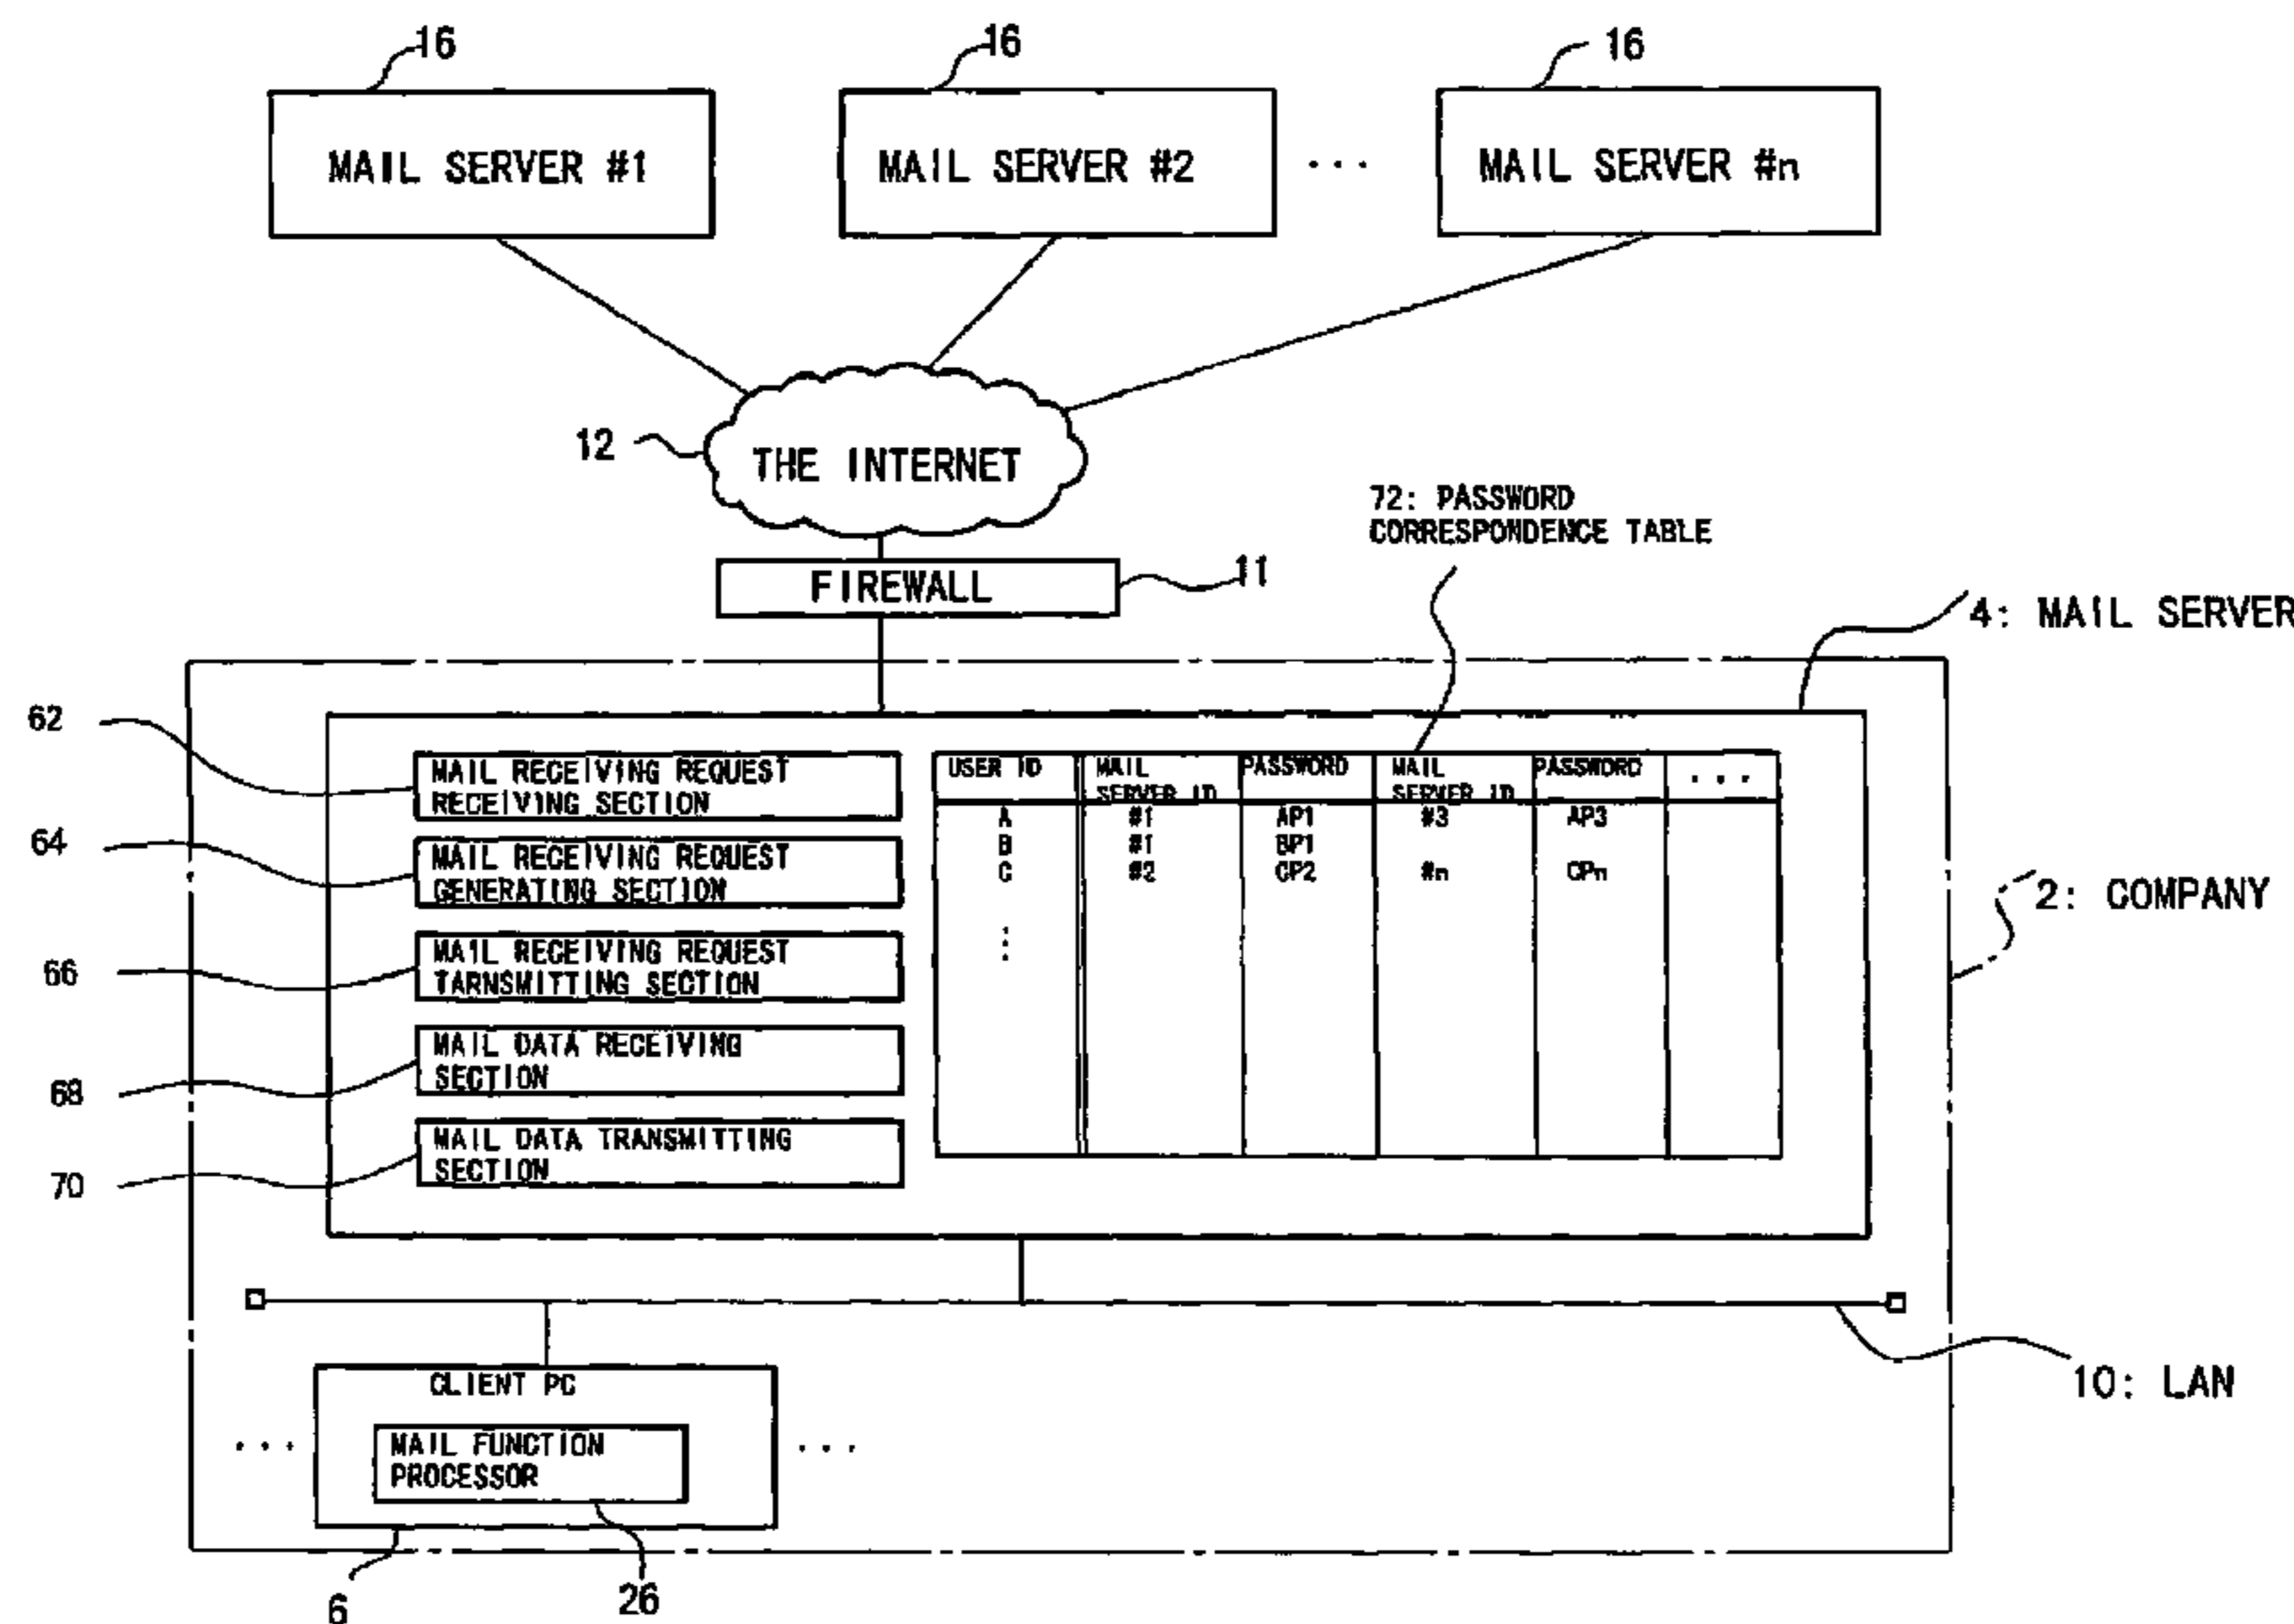 16
16
16
MAIL SERVER #1
MAIL SERVER #2
...
MAIL SERVER #n
12
THE INTERNET
72: PASSWORD
CORRESPONDENCE TABLE
FIREWALL
11
4: MAIL SERVER
62
MAIL RECEIVING REQUEST
RECEIVING SECTION
64
MAIL RECEIVING REQUEST
GENERATING SECTION
66
MAIL RECEIVING REQUEST
TARNSMITTING SECTION
68
MAIL DATA RECEIVING
SECTION
70
MAIL DATA TRANSMITTING
SECTION
USER ID MAIL SERVER ID PASSWORD MAIL SERVER ID PASSWORD ...
A #1 AP1 #3 AP3
B #1 BP1
C #2 CP2 #n CPn
...
2: COMPANY
10: LAN
CLIENT PC
...
MAIL FUNCTION
PROCESSOR
...
6
26